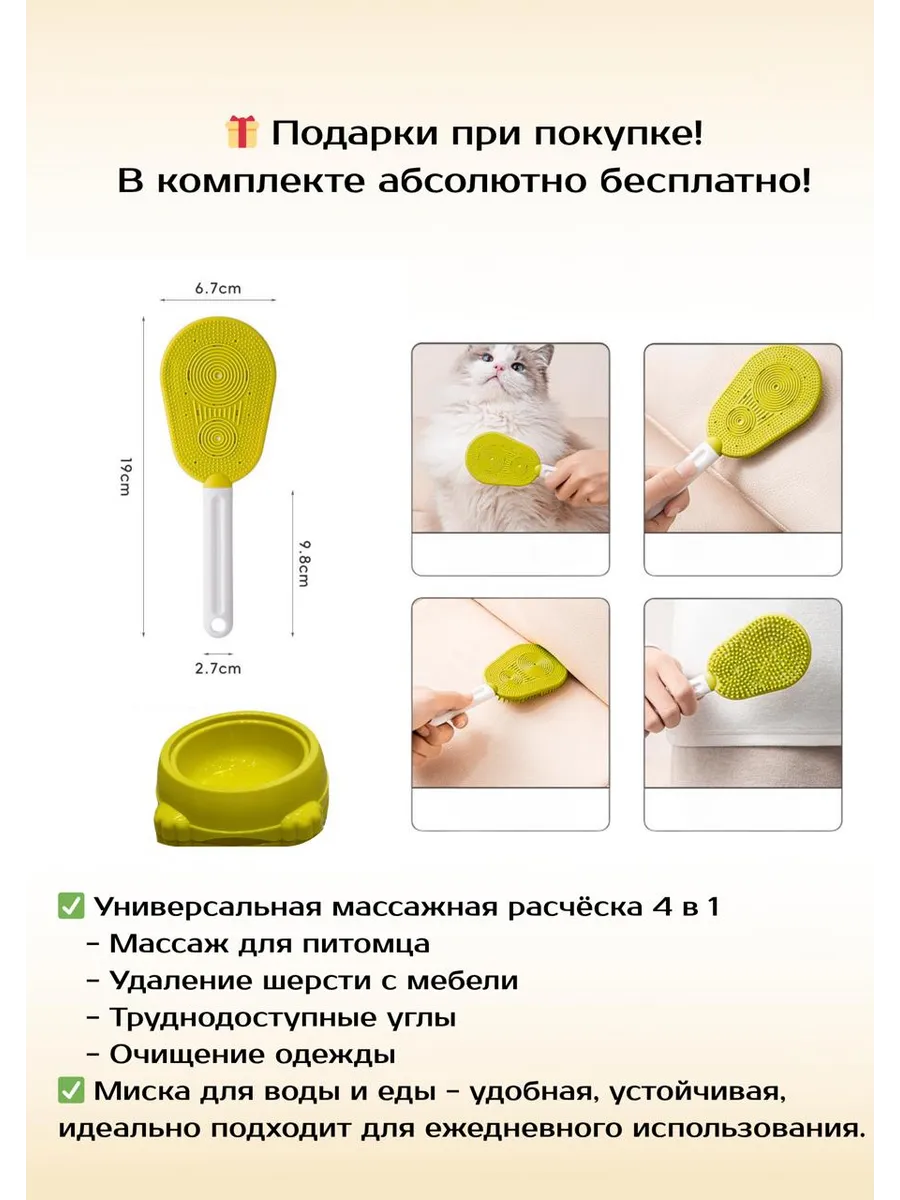 🎁 Подарки при покупке!
В комплекте абсолютно бесплатно!
6.7cm
19cm
9.8cm
2.7cm
✅ Универсальная массажная расчёска 4 в 1
- Массаж для питомца
- Удаление шерсти с мебели
- Труднодоступные углы
- Очищение одежды
✅ Миска для воды и еды - удобная, устойчивая,
идеально подходит для ежедневного использования.